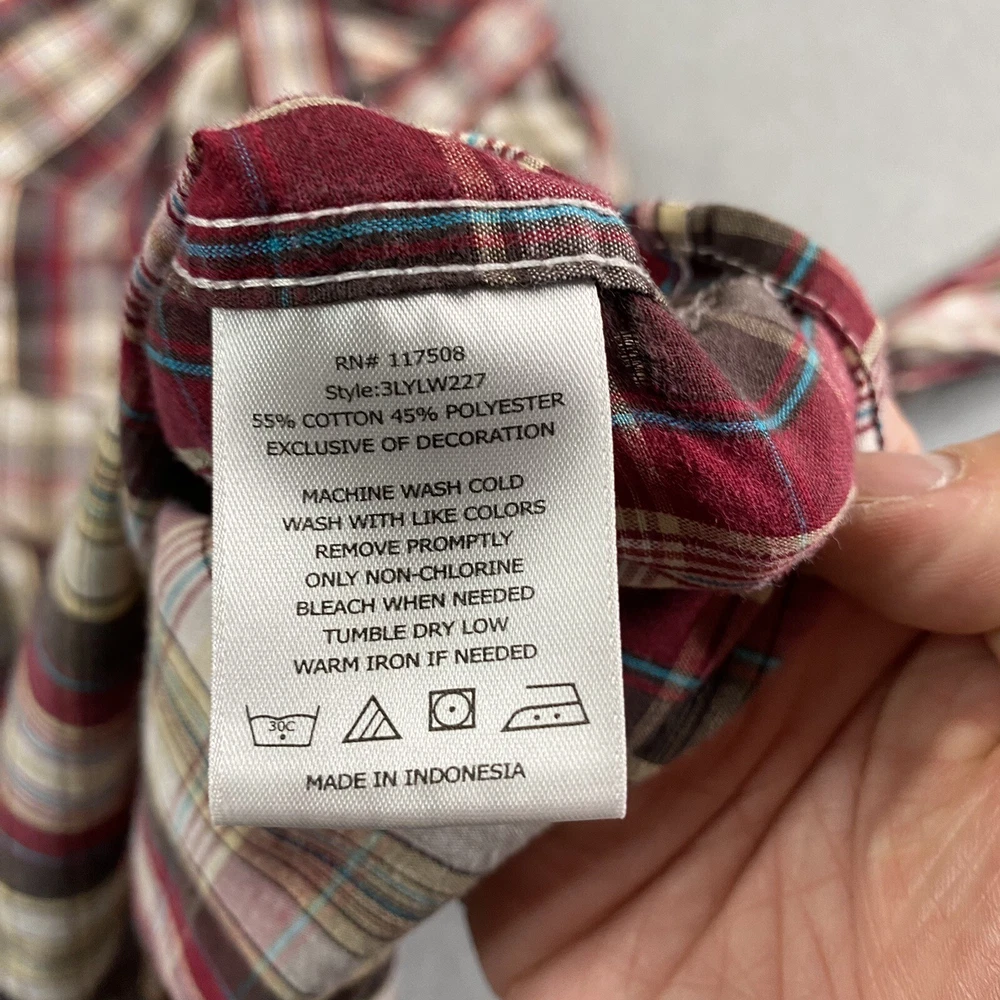 RN# 117508
Style:3LYLW227
55% COTTON 45% POLYESTER
EXCLUSIVE OF DECORATION
MACHINE WASH COLD
WASH WITH LIKE COLORS
REMOVE PROMPTLY
ONLY NON-CHLORINE
BLEACH WHEN NEEDED
TUMBLE DRY LOW
WARM IRON IF NEEDED
30C
MADE IN INDONESIA